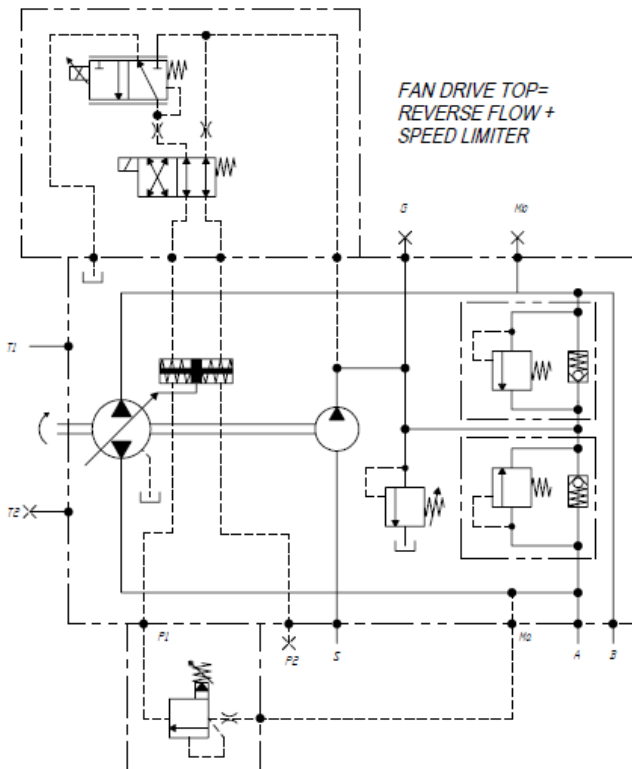 FAN DRIVE TOP=
REVERSE FLOW +
SPEED LIMITER
G
Mb
T1
T2
P1
P2
S
Ma
A
B